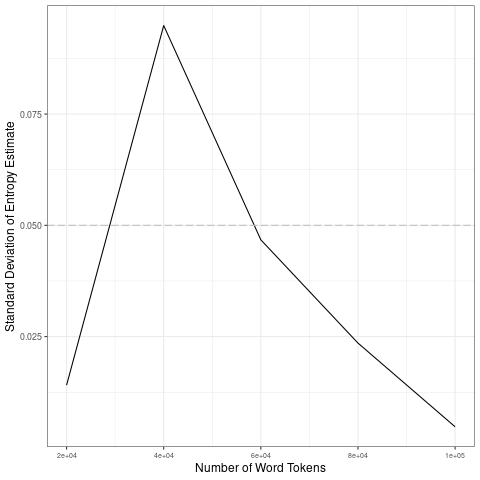 Standard Deviation of Entropy Estimate
0.075
0.050
0.025
2e+04 4e+04 6e+04 8e+04 1e+05
Number of Word Tokens